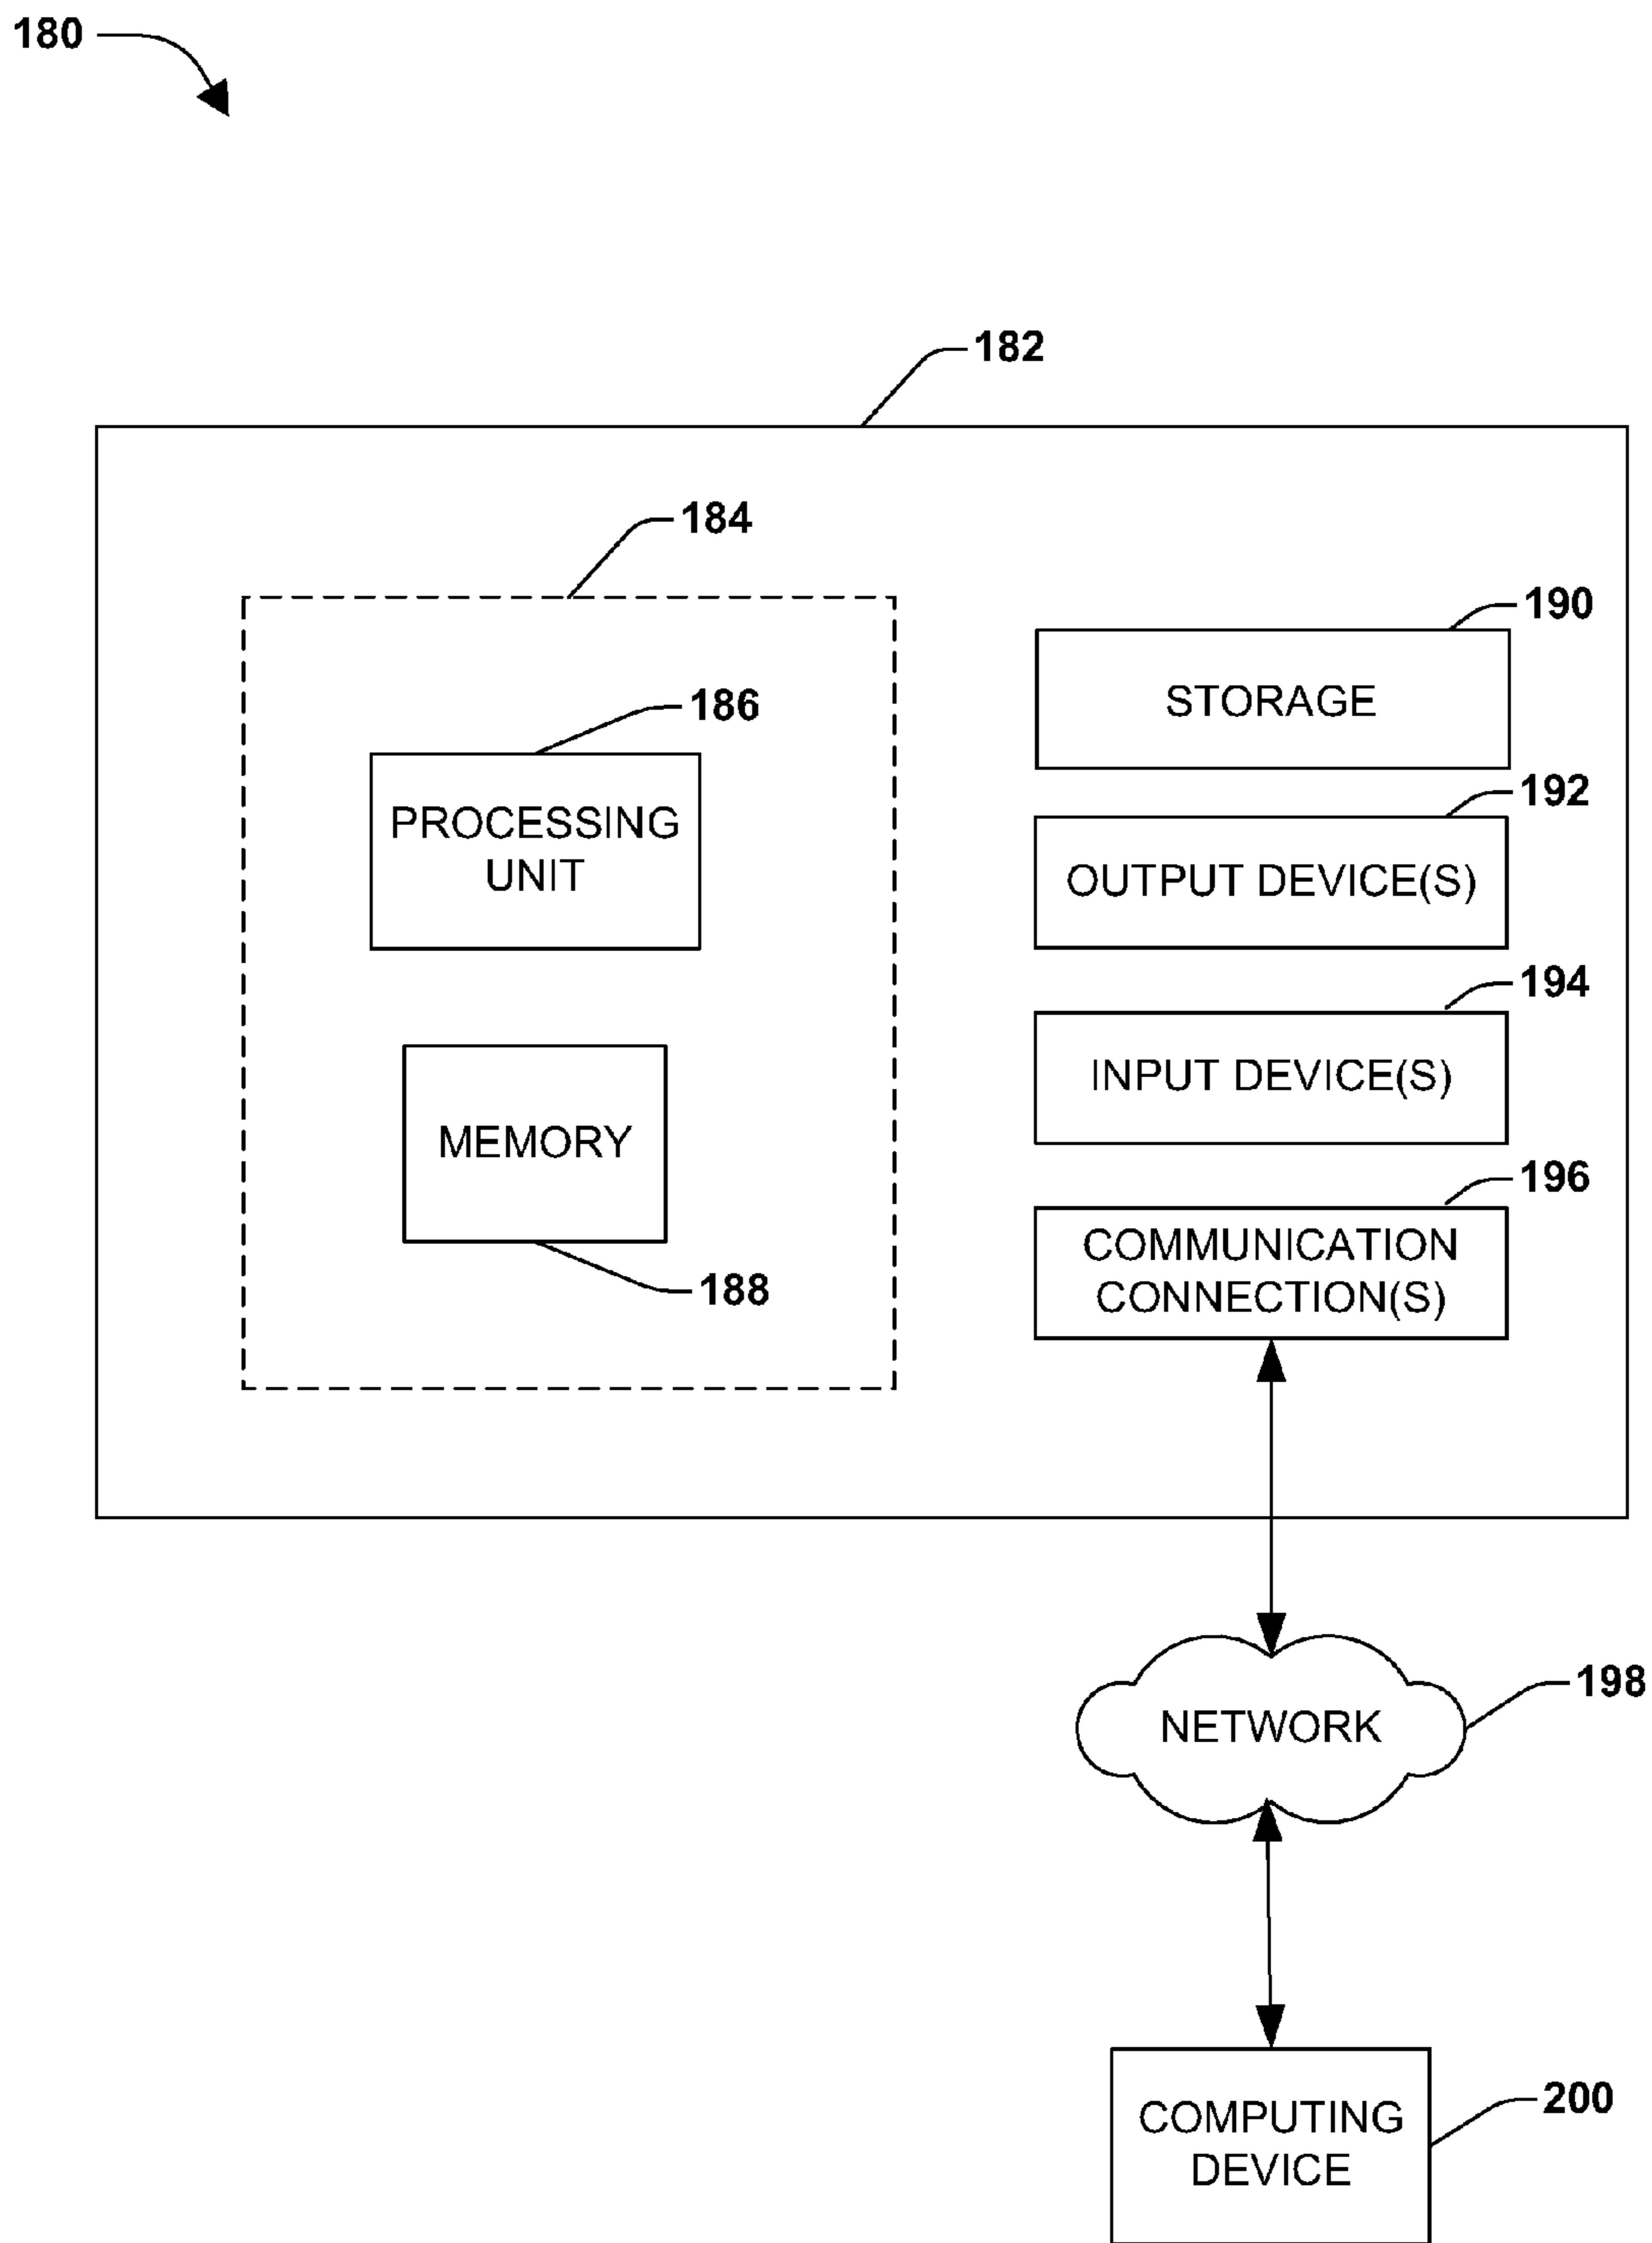 180
182
184
190
STORAGE
186
192
PROCESSING
UNIT
OUTPUT DEVICE(S)
194
INPUT DEVICE(S)
MEMORY
196
COMMUNICATION
CONNECTION(S)
188
198
NETWORK
200
COMPUTING
DEVICE